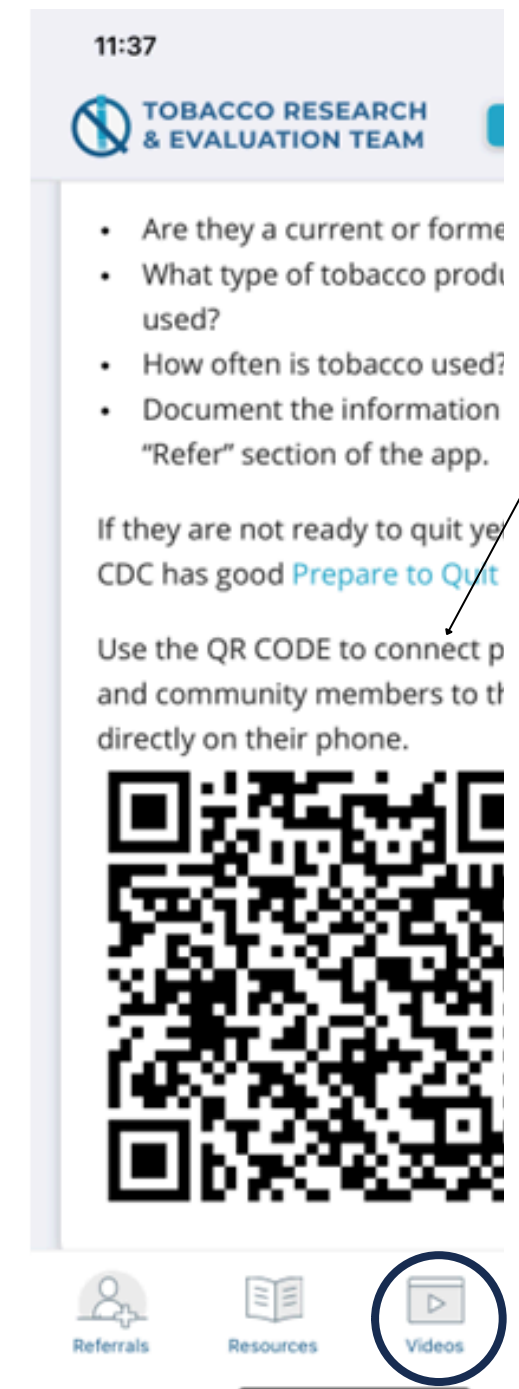 11:37
TOBACCO RESEARCH
& EVALUATION TEAM
• Are they a current or forme
• What type of tobacco produ
used?
• How often is tobacco used?
• Document the information
“Refer” section of the app.
If they are not ready to quit ye
CDC has good Prepare to Quit
Use the QR CODE to connect p
and community members to th
directly on their phone.
Referrals
Resources
Videos